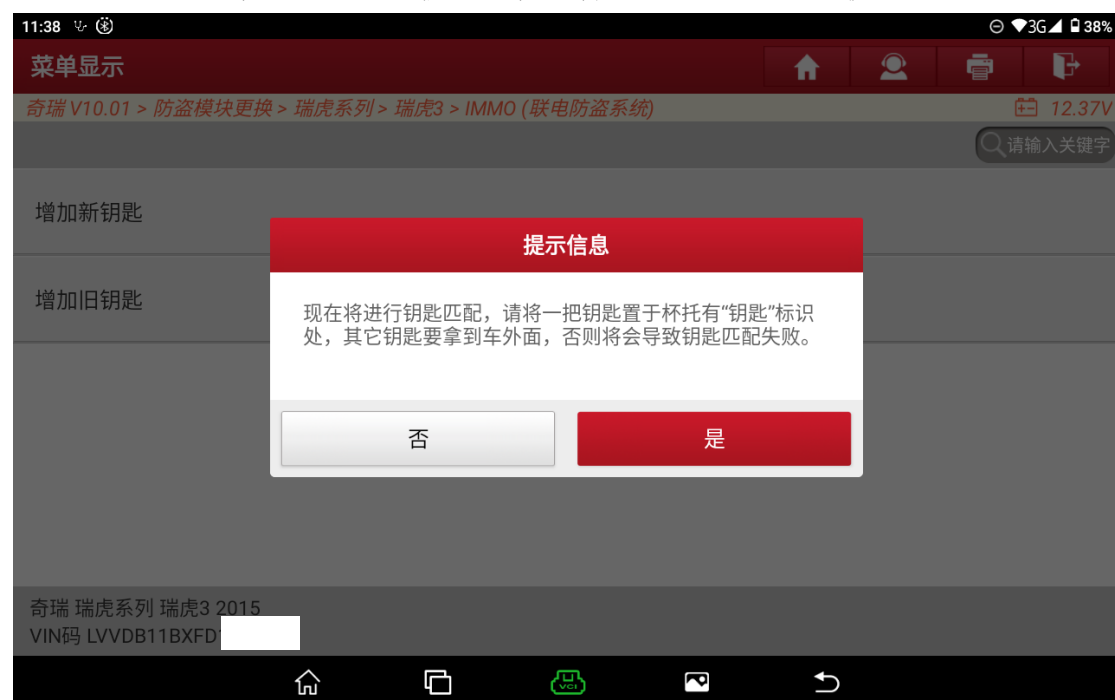 11:38
3G 38%
菜单显示
奇瑞 V10.01 > 防盗模块更换 > 瑞虎系列 > 瑞虎3 > IMMO (联电防盗系统)
12.37V
请输入关键字
增加新钥匙
提示信息
增加旧钥匙
现在将进行钥匙匹配，请将一把钥匙置于杯托有“钥匙”标识
处，其它钥匙要拿到车外面，否则将会导致钥匙匹配失败。
否
是
奇瑞 瑞虎系列 瑞虎3 2015
VIN码 LVVDB11BXFD
VCI